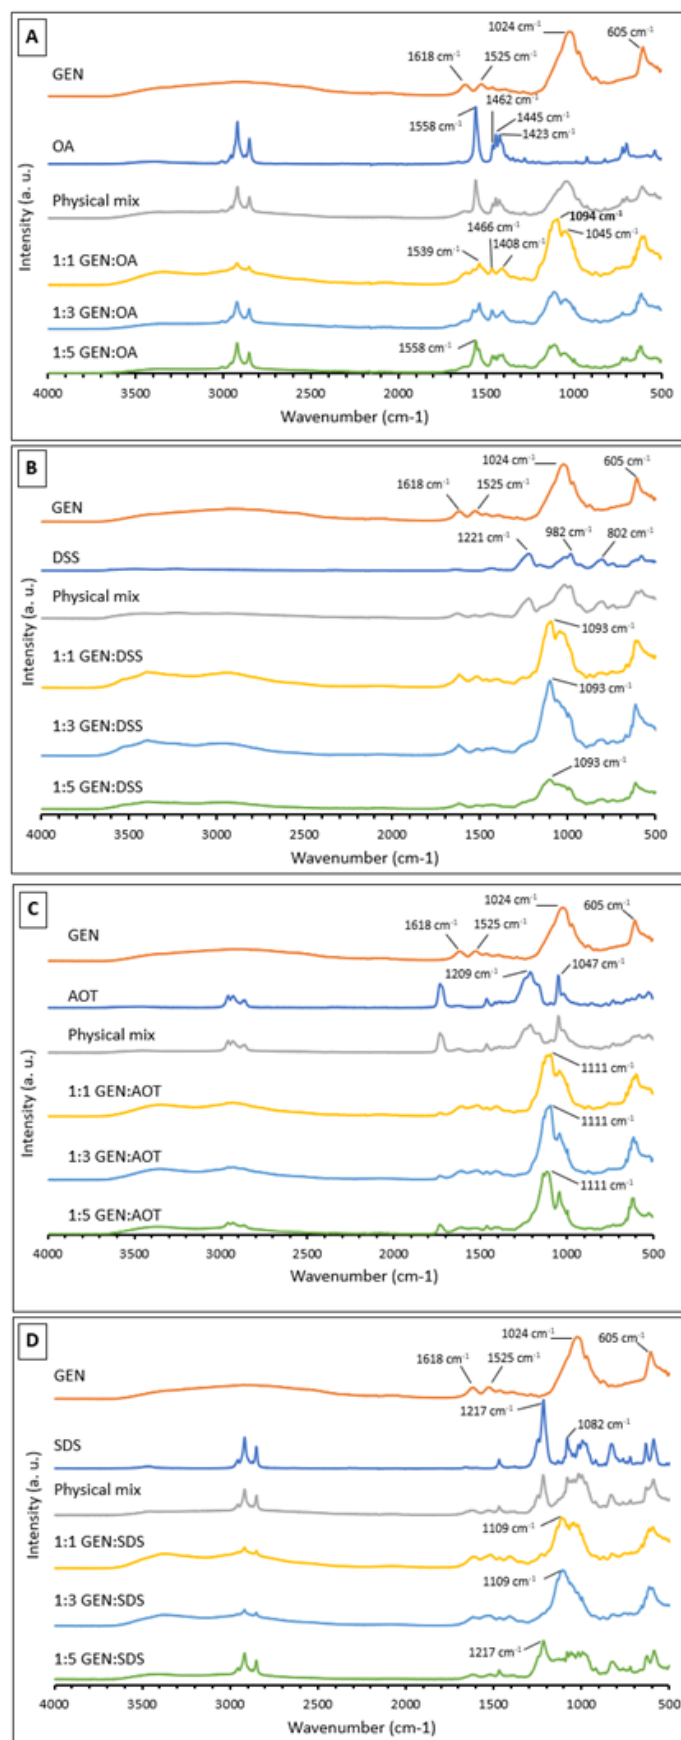 A
1024 cm-1
605 cm-1
1618 cm-1
1525 cm-1
GEN
1462 cm-1
1445 cm-1
1558 cm-1
1423 cm-1
OA
Physical mix
1094 cm-1
1466 cm-1
1045 cm-1
1539 cm-1
1408 cm-1
1:1 GEN:OA
1:3 GEN:OA
1558 cm-1
1:5 GEN:OA
Intensity (a. u.)
4000 3500 3000 2500 2000 1500 1000 500
Wavenumber (cm-1)
B
1024 cm-1
605 cm-1
1618 cm-1
1525 cm-1
GEN
1221 cm-1
982 cm-1
802 cm-1
DSS
Physical mix
1093 cm-1
1:1 GEN:DSS
1093 cm-1
1:3 GEN:DSS
1093 cm-1
1:5 GEN:DSS
Intensity (a. u.)
4000 3500 3000 2500 2000 1500 1000 500
Wavenumber (cm-1)
C
1024 cm-1
605 cm-1
1618 cm-1
1525 cm-1
GEN
1209 cm-1
1047 cm-1
AOT
Physical mix
1111 cm-1
1:1 GEN:AOT
1111 cm-1
1:3 GEN:AOT
1111 cm-1
1:5 GEN:AOT
Intensity (a. u.)
4000 3500 3000 2500 2000 1500 1000 500
Wavenumber (cm-1)
D
1024 cm-1
605 cm-1
1618 cm-1
1525 cm-1
GEN
1217 cm-1
1082 cm-1
SDS
Physical mix
1109 cm-1
1:1 GEN:SDS
1109 cm-1
1:3 GEN:SDS
1217 cm-1
1:5 GEN:SDS
Intensity (a. u.)
4000 3500 3000 2500 2000 1500 1000 500
Wavenumber (cm-1)